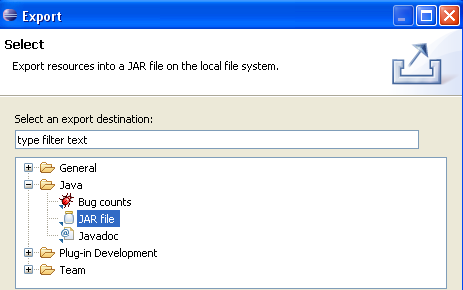 Export
Select
Export resources into a JAR file on the local file system.
Select an export destination:
type filter text
General
Java
Bug counts
JAR file
Javadoc
Plug-in Development
Team